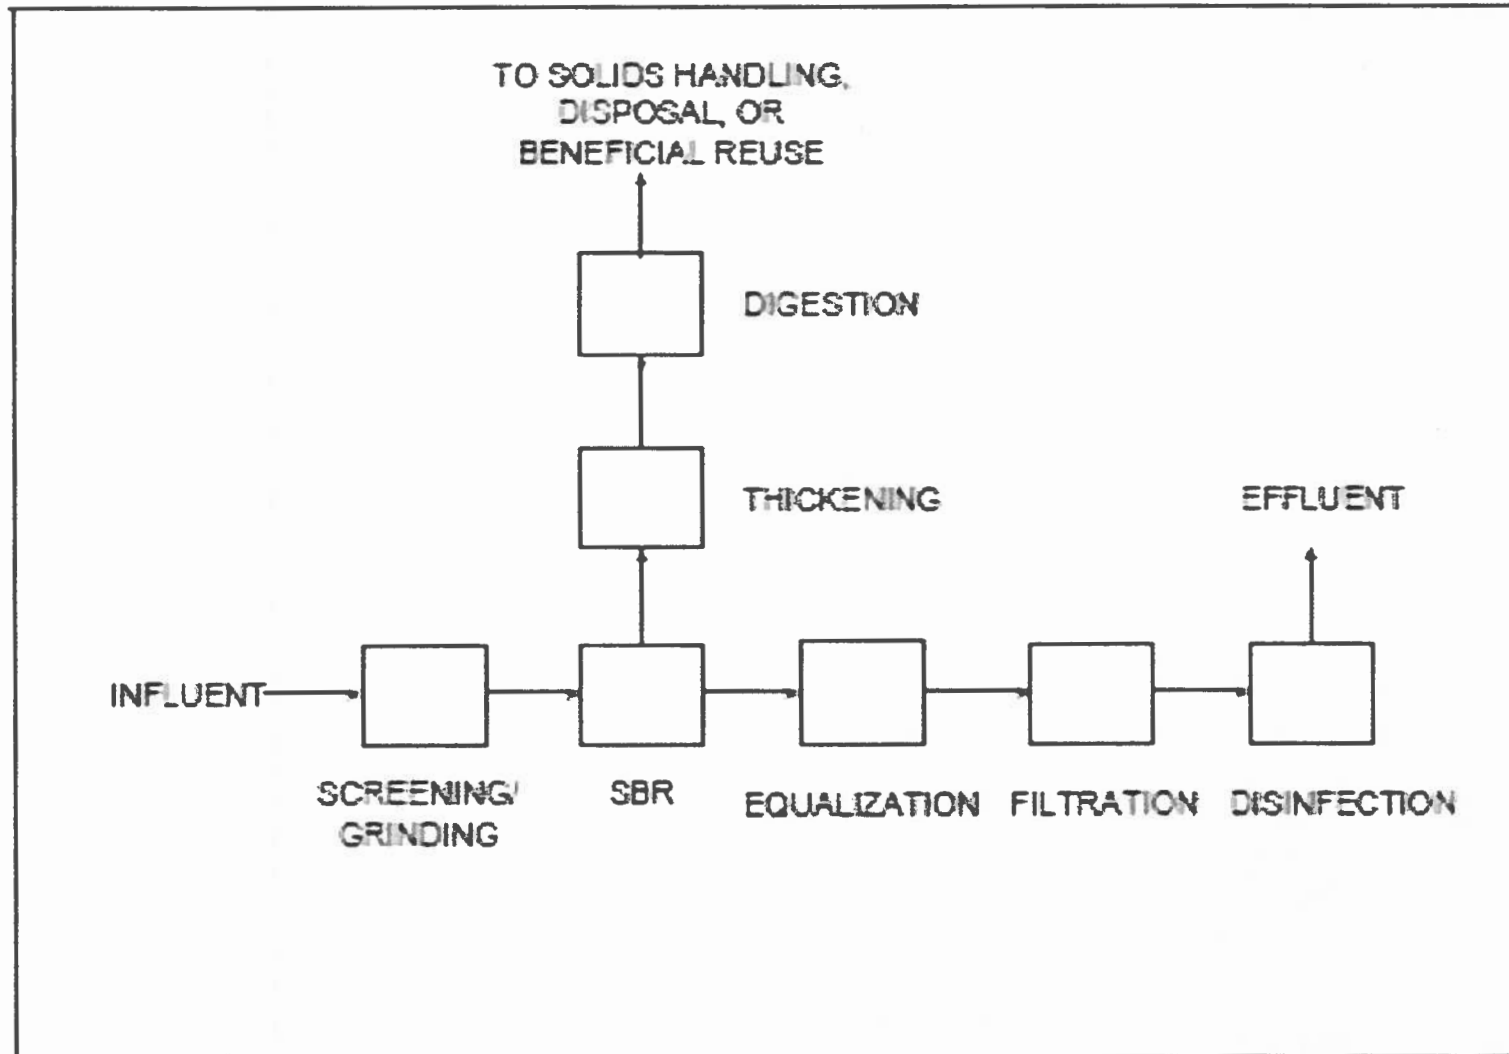 TO SOLIDS HANDLING,
DISPOSAL, OR
BENEFICIAL REUSE
DIGESTION
THICKENING
EFFLUENT
INFLUENT
SCREENING/
GRINDING
SBR
EQUALIZATION
FILTRATION
DISINFECTION